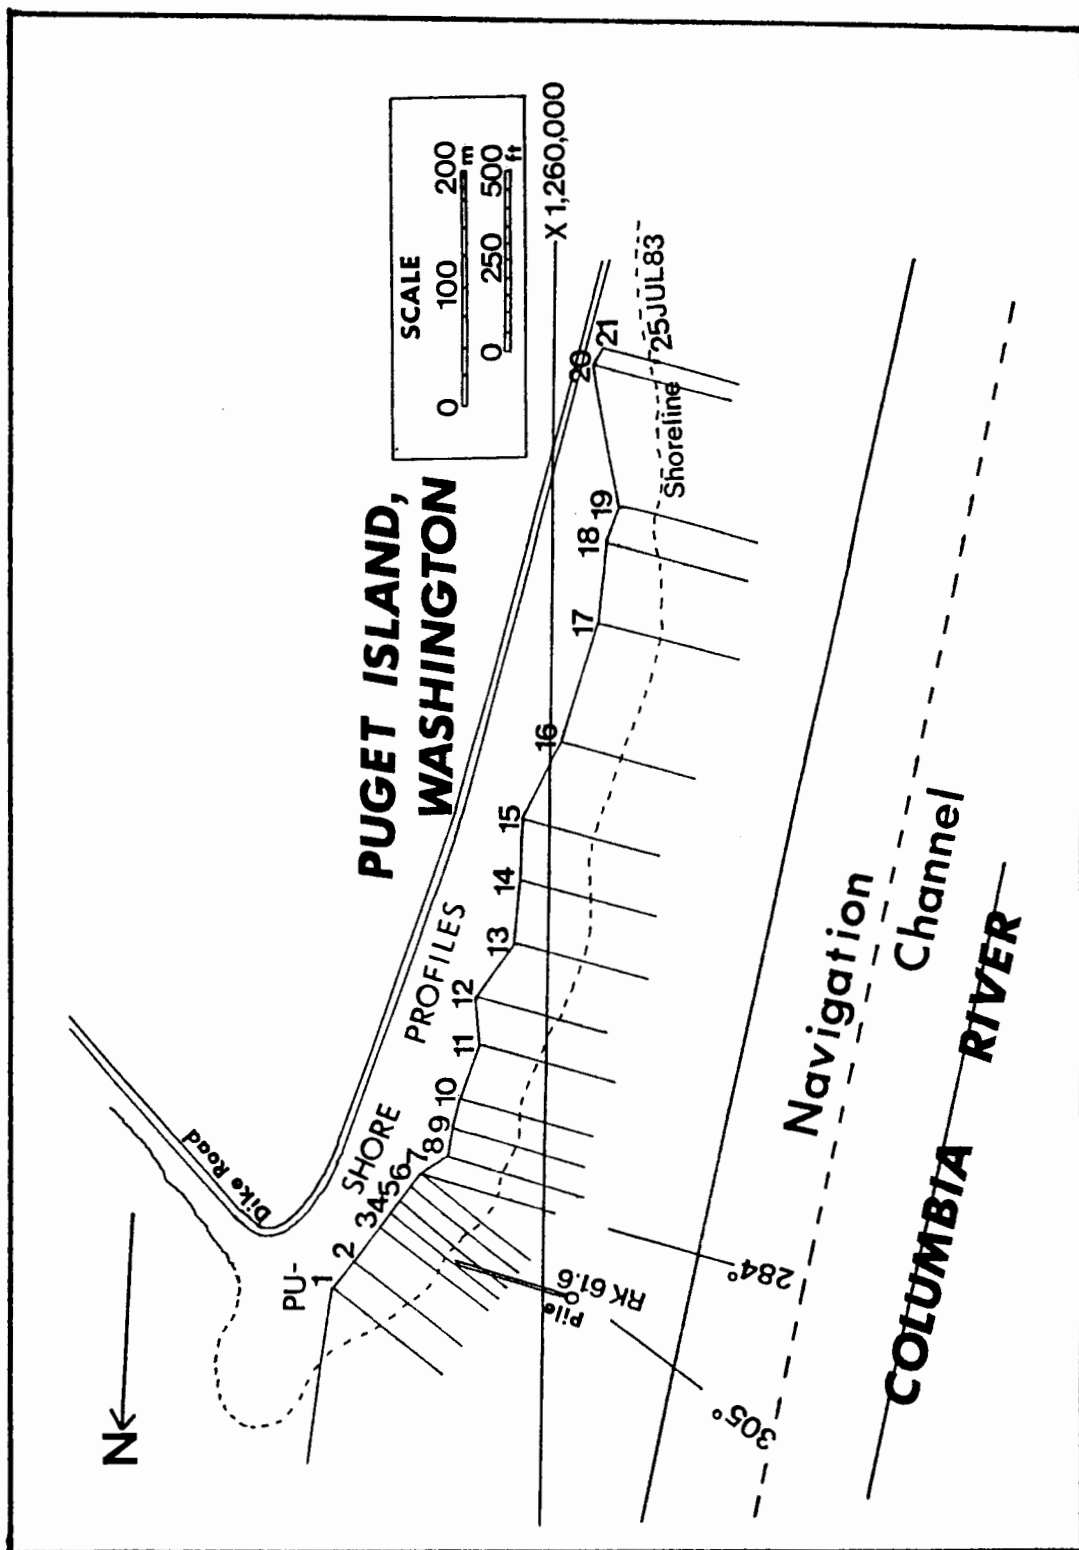 PUGET ISLAND,
WASHINGTON
SCALE
0 100 200
m
0 250 500
ft
X 1,260,000
N
Dike Road
SHORE PROFILES
PU-
1
2
3
4
5
6
7
8
9
10
11
12
13
14
15
16
17
18
19
20
21
Shoreline
25JUL83
Pile
RK 61.6
284°
305°
Navigation
Channel
COLUMBIA RIVER